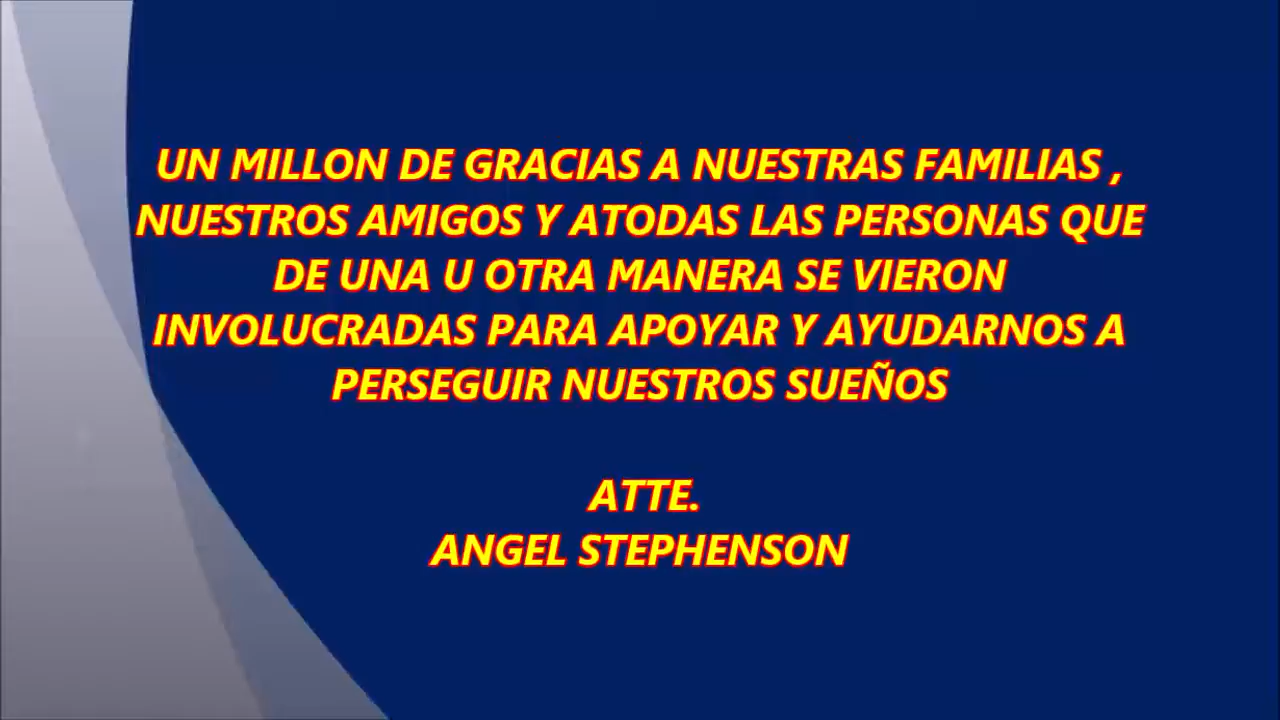 UN MILLON DE GRACIAS A NUESTRAS FAMILIAS ,
NUESTROS AMIGOS Y ATODAS LAS PERSONAS QUE
DE UNA U OTRA MANERA SE VIERON
INVOLUCRADAS PARA APOYAR Y AYUDARNOS A
PERSEGUIR NUESTROS SUEÑOS
ATTE.
ANGEL STEPHENSON